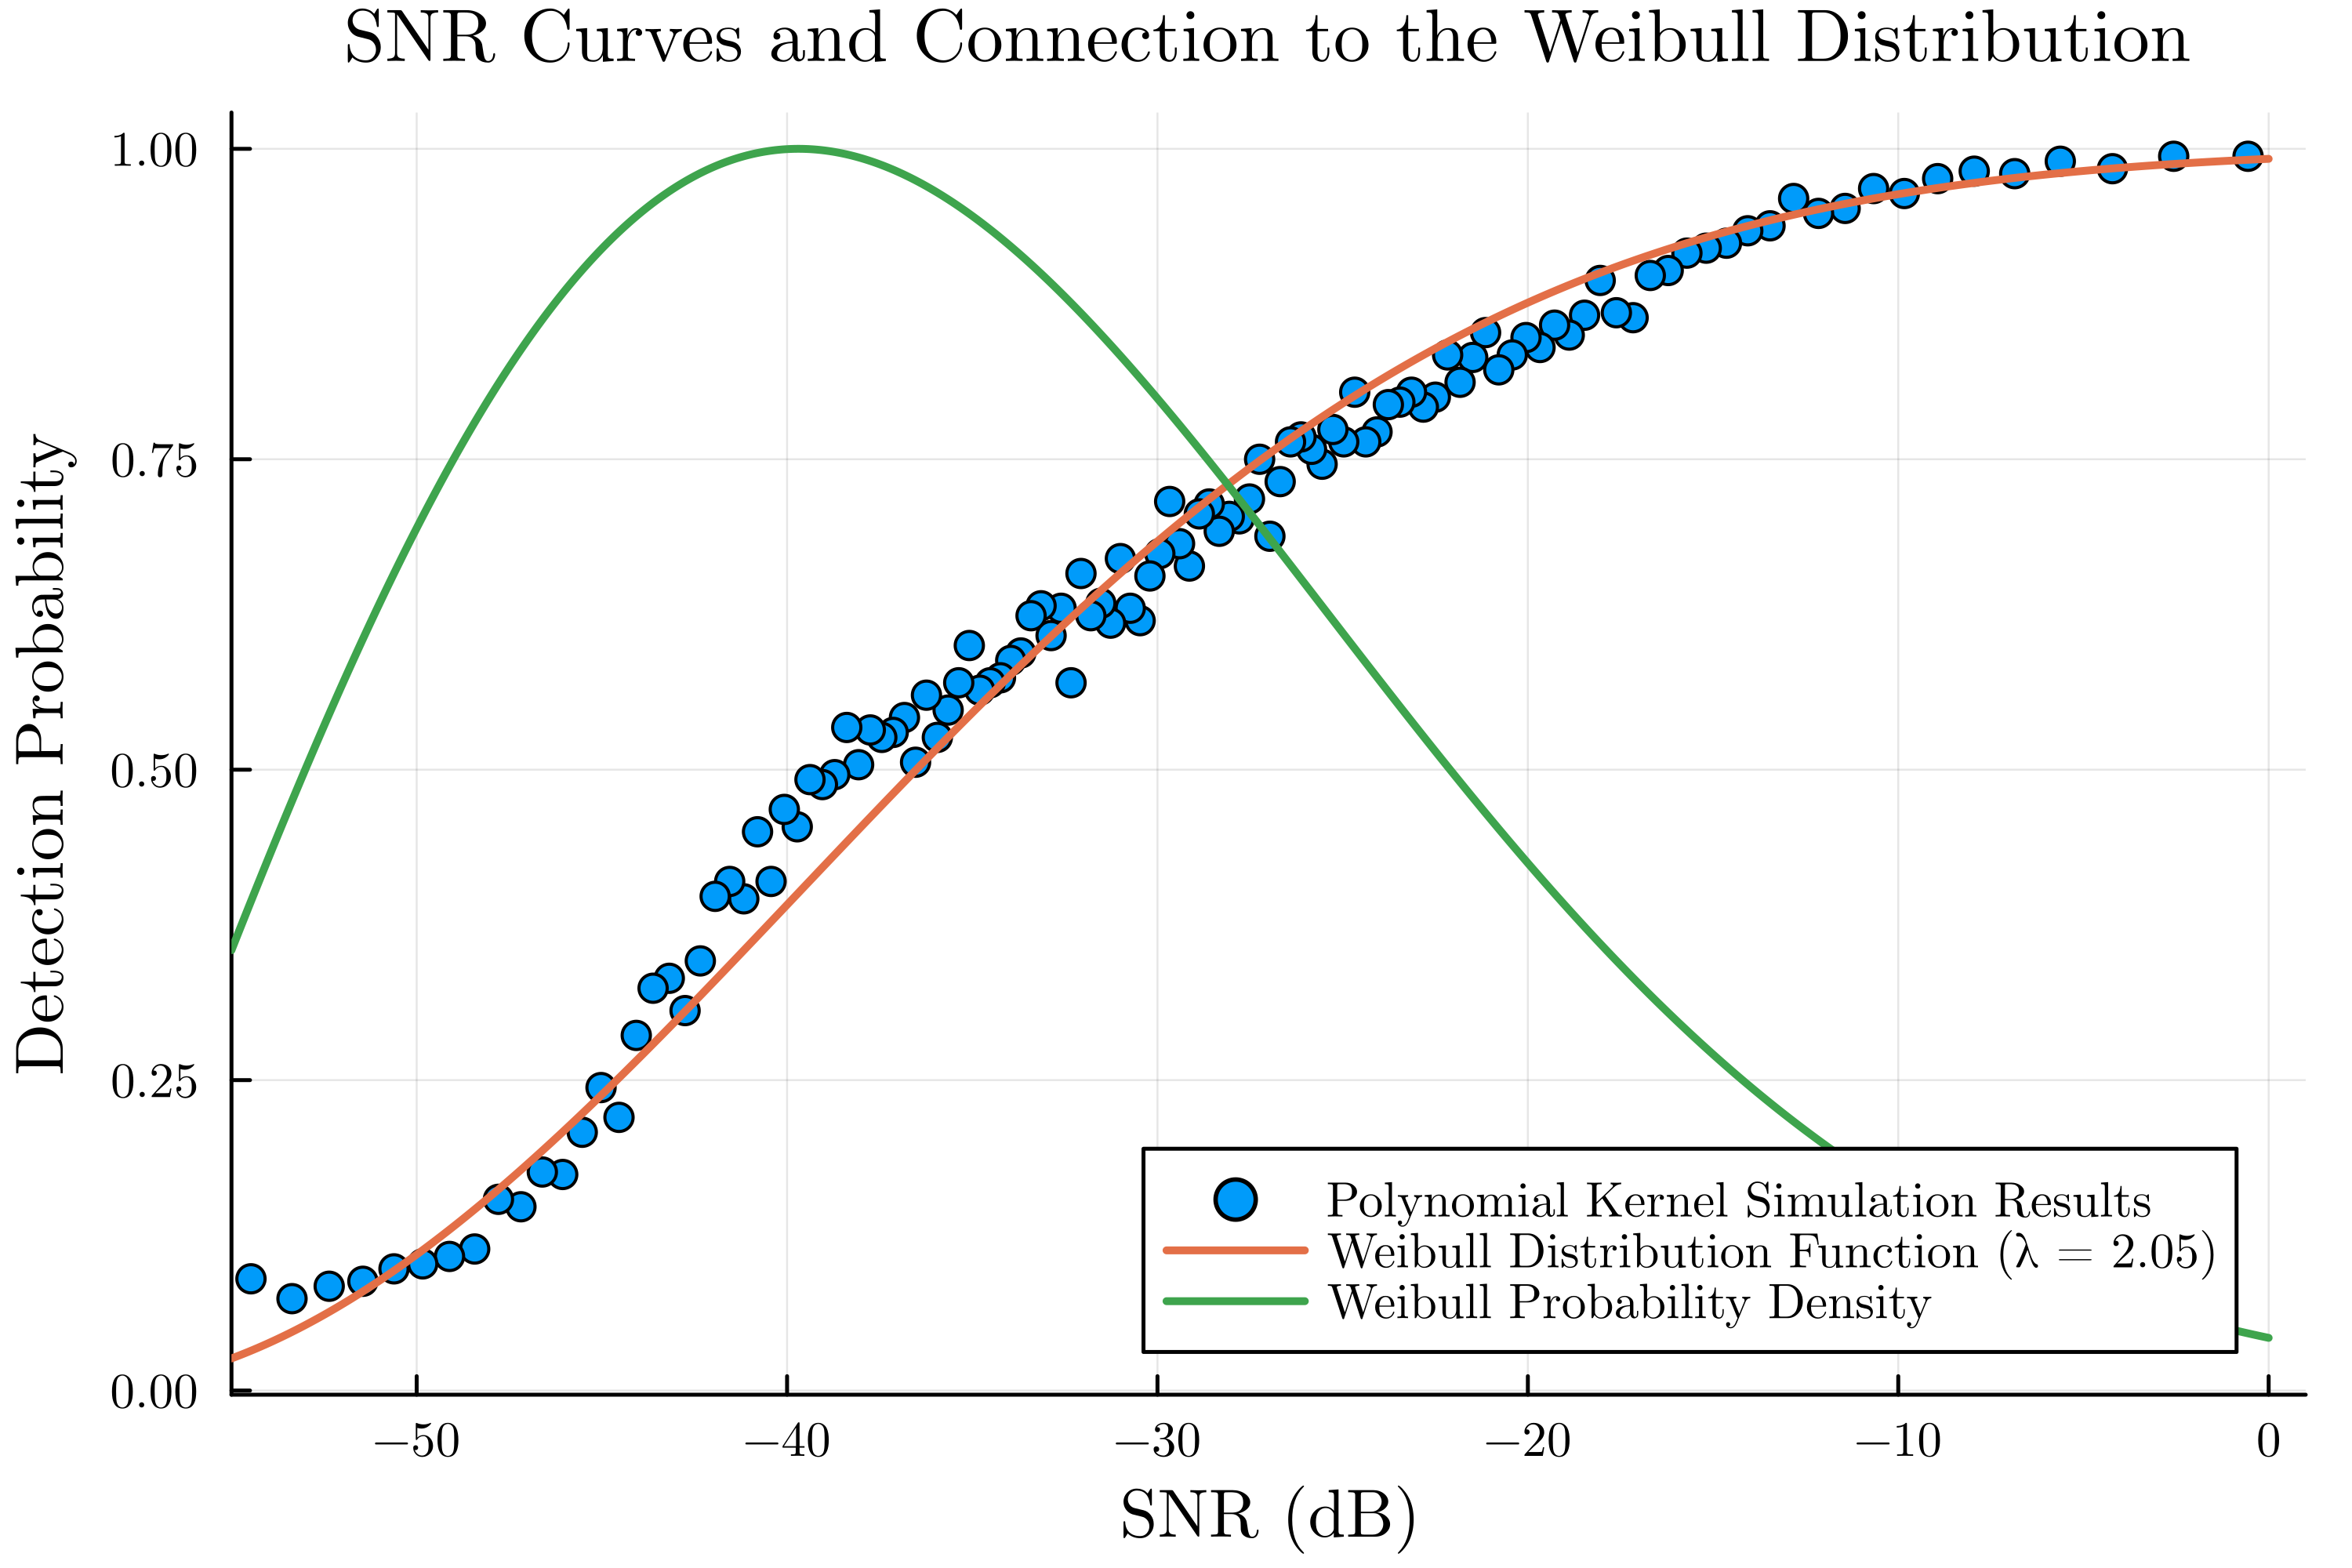 SNR Curves and Connection to the Weibull Distribution
Detection Probability
1.00
0.75
0.50
0.25
0.00
Polynomial Kernel Simulation Results
Weibull Distribution Function (λ = 2.05)
Weibull Probability Density
−50 −40 −30 −20 −10 0
SNR (dB)